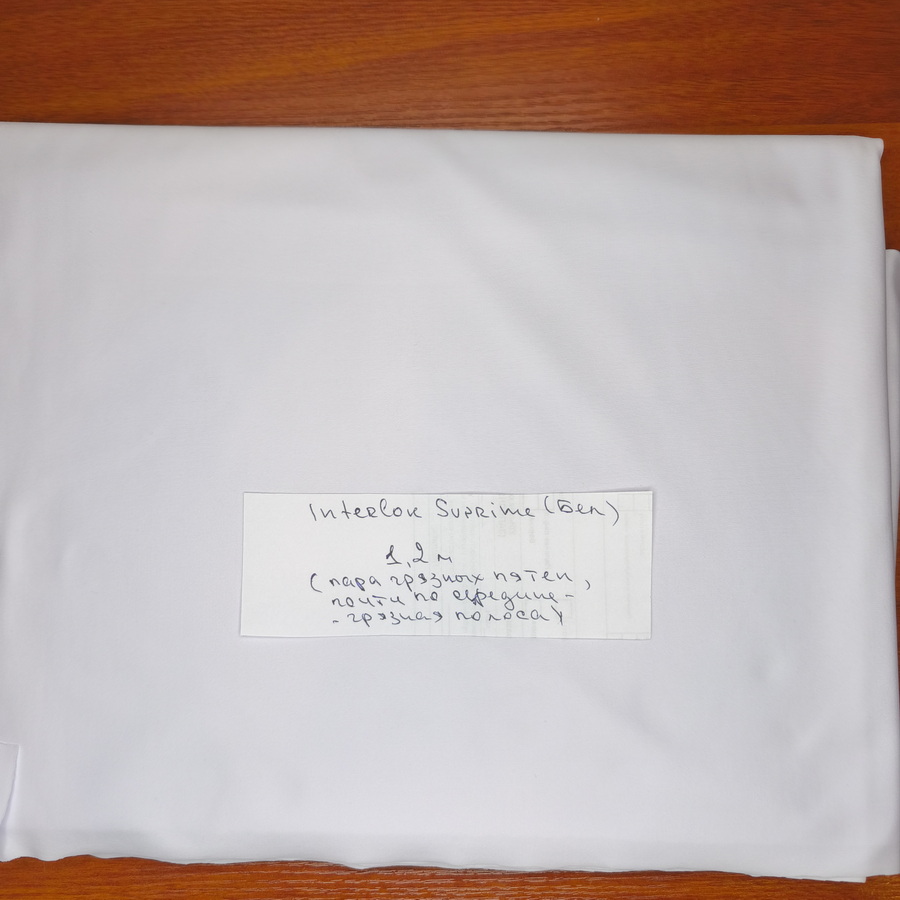 Interlok Suprime (Бел)
1,2 м
(пара грязных пятен,
почти по середине -
- грязная полоса)